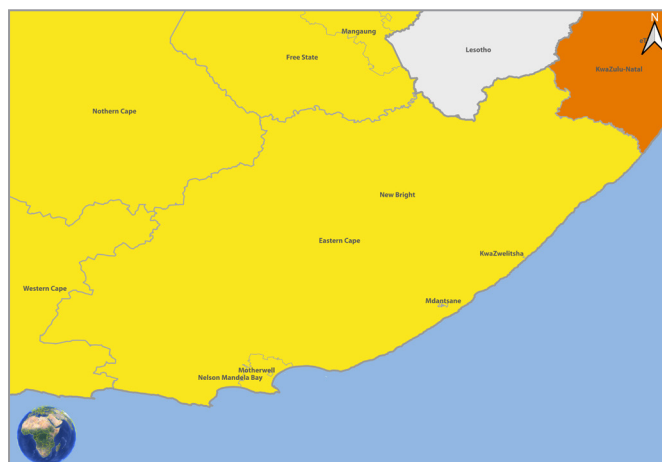 Mangaung
N
Free State
Lesotho
KwaZulu-Natal
Nothern Cape
New Bright
Eastern Cape
KwaZwelitsha
Western Cape
Mdantsane
Motherwell
Nelson Mandela Bay